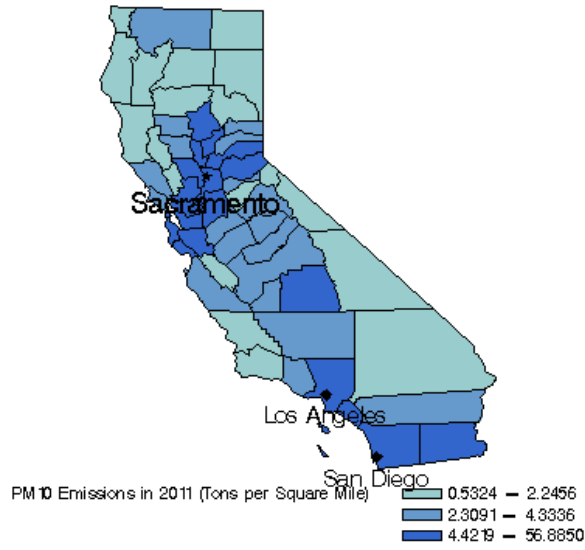 Sacramento
Los Angeles
San Diego
PM10 Emissions in 2011 (Tons per Square Mile)
0.5324 – 2.2456
2.3091 – 4.3336
4.4219 – 56.8850